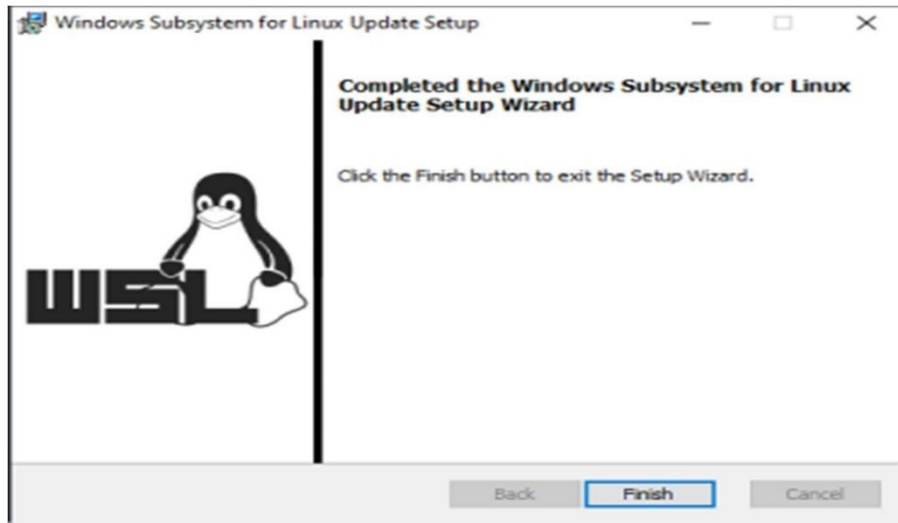 Windows Subsystem for Linux Update Setup
Completed the Windows Subsystem for Linux
Update Setup Wizard
Click the Finish button to exit the Setup Wizard.
WSL
Back
Finish
Cancel